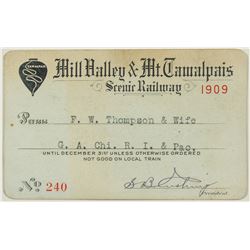 Mill Valley & Mt. Tamalpais
Scenic Railway
1909
TAMALPAIS
Pass F. W. Thompson & Wife
G. A. Chi. R. I. & Pac.
UNTIL DECEMBER 31ST UNLESS OTHERWISE ORDERED
NOT GOOD ON LOCAL TRAIN
No 240
President